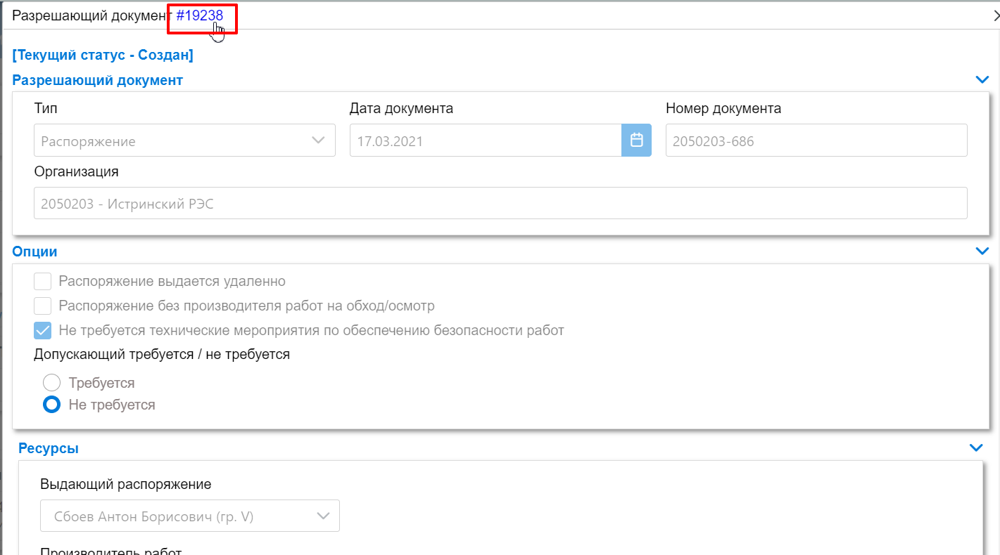 Разрешающий документ #19238
[Текущий статус - Создан]
Разрешающий документ
Тип Дата документа Номер документа
Распоряжение 17.03.2021 2050203-686
Организация
2050203 - Истринский РЭС
Опции
Распоряжение выдается удаленно
Распоряжение без производителя работ на обход/осмотр
Не требуется технические мероприятия по обеспечению безопасности работ
Допускающий требуется / не требуется
Требуется
Не требуется
Ресурсы
Выдающий распоряжение
Сбоев Антон Борисович (гр. V)
Производитель работ